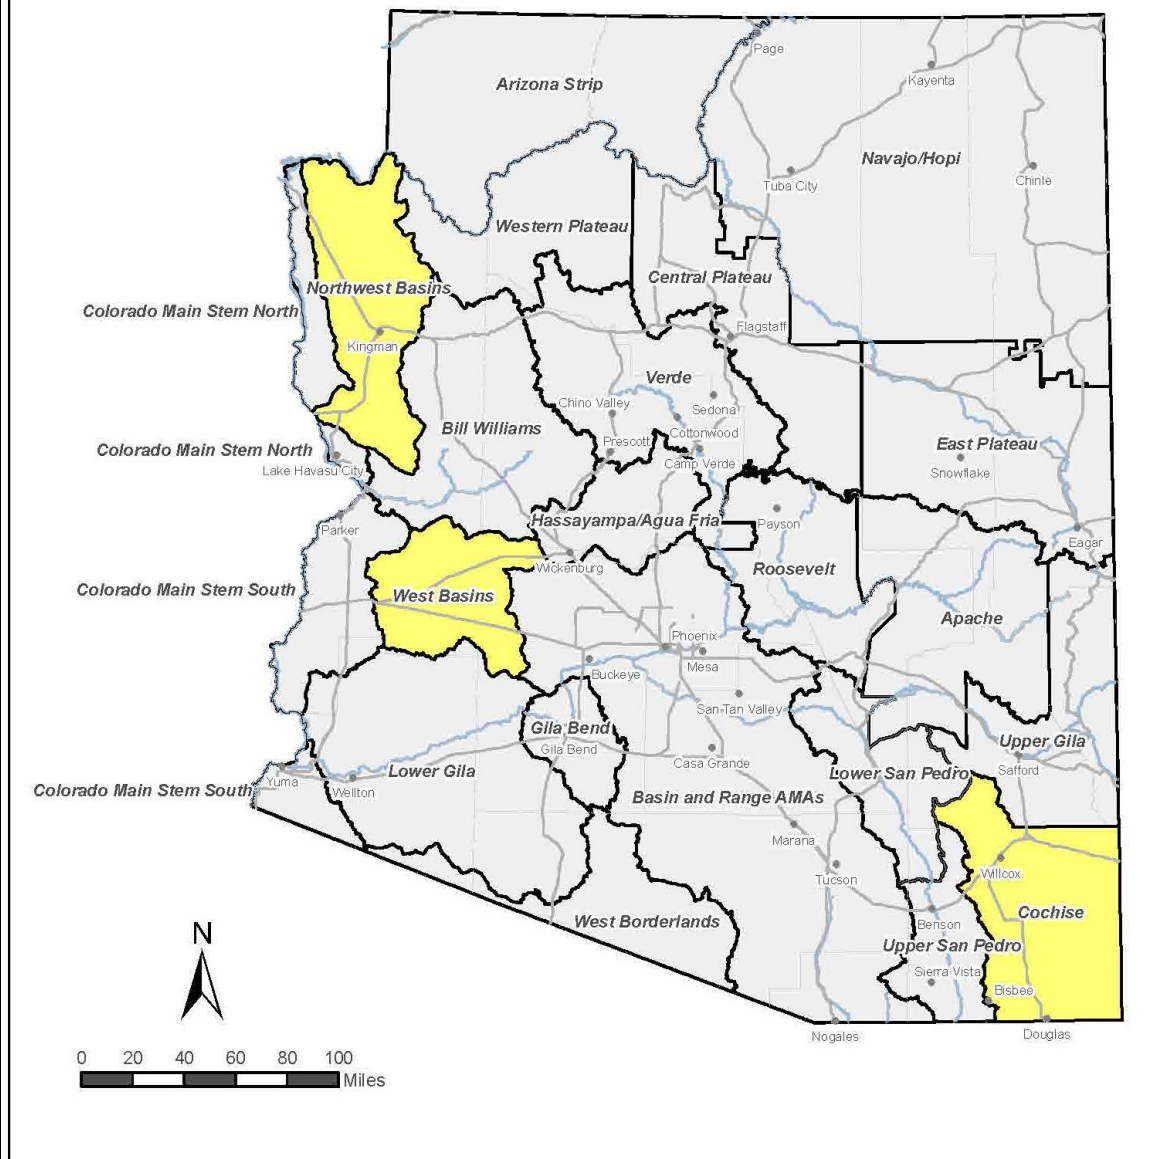 Page
Arizona Strip
Kayenta
Navajo/Hopi
Chinle
Tuba City
Western Plateau
Central Plateau
Northwest Basins
Colorado Main Stem North
Flagstaff
Kingman
Verde
Chino Valley
Sedona
Bill Williams
Cottonwood
Prescott
East Plateau
Colorado Main Stem North
Camp Verde
Lake Havasu City
Snowflake
Hassayampa/Agua Fria
Payson
Parker
Eagar
Wickenburg
Roosevelt
Colorado Main Stem South
West Basins
Apache
Phoenix
Mesa
Buckeye
San Tan Valley
Gila Bend
Gila Bend
Upper Gila
Casa Grande
Safford
Lower Gila
Lower San Pedro
Yuma
Colorado Main Stem South
Wellton
Basin and Range AMAs
Marana
Willcox
Tucson
Cochise
West Borderlands
Benson
N
Upper San Pedro
Sierra Vista
Bisbee
Nogales
Douglas
0 20 40 60 80 100
Miles